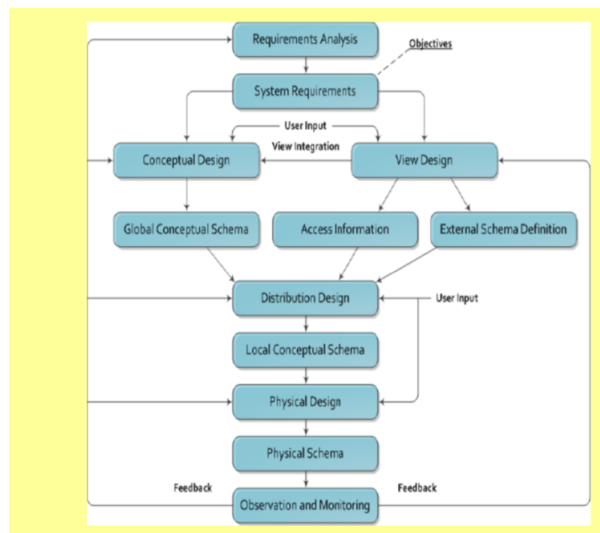 Requirements Analysis
Objectives
System Requirements
User Input
View Integration
Conceptual Design
View Design
Global Conceptual Schema
Access Information
External Schema Definition
Distribution Design
User Input
Local Conceptual Schema
Physical Design
Physical Schema
Feedback
Feedback
Observation and Monitoring